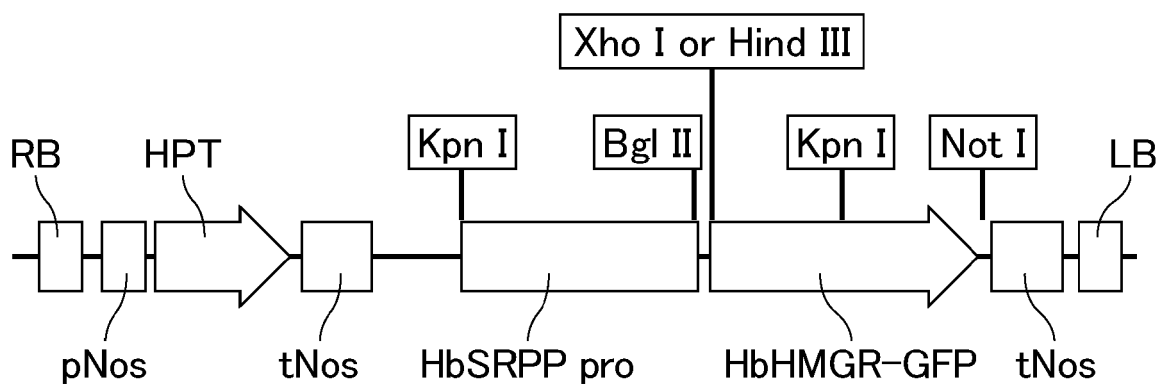 Xho I or Hind III
Kpn I
Bgl II
Kpn I
Not I
RB
HPT
LB
pNos
tNos
HbSRPP pro
HbHMGR-GFP
tNos